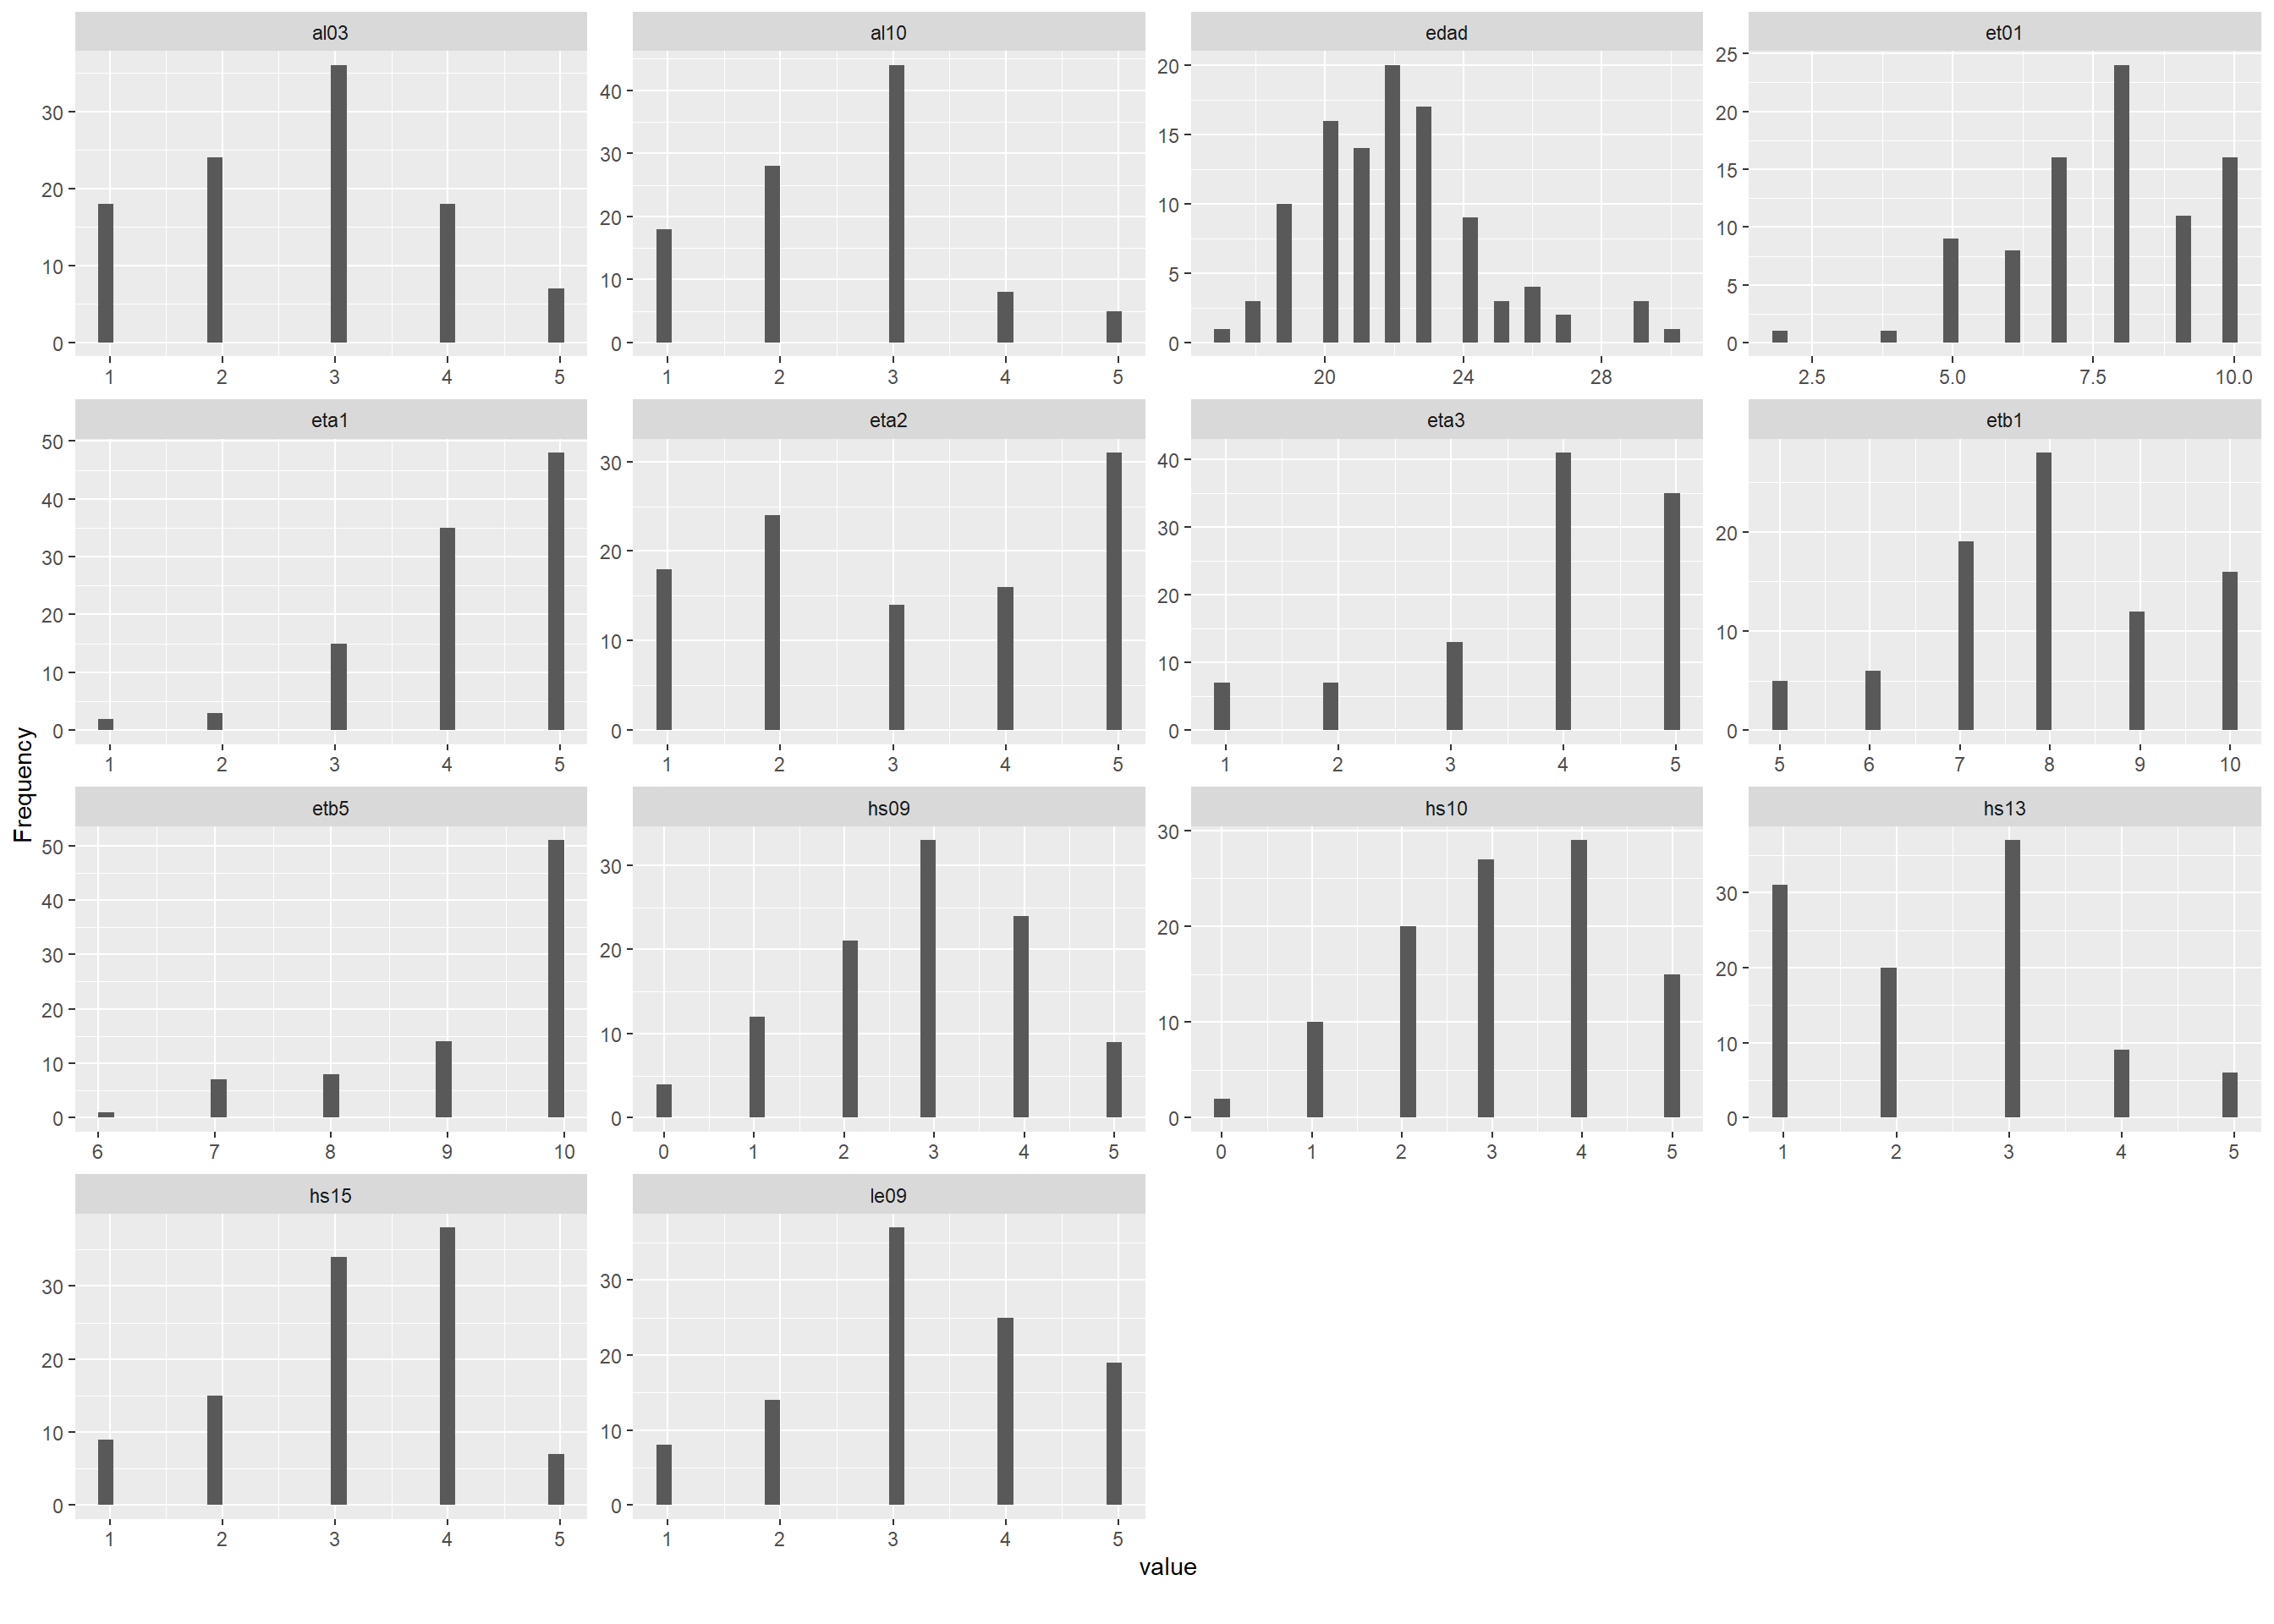 al03 al10 edad et01
30 20 10 0
40 30 20 10 0
20 15 10 5 0
25 20 15 10 5 0
1 2 3 4 5
1 2 3 4 5
20 24 28
2.5 5.0 7.5 10.0
eta1 eta2 eta3 etb1
50 40 30 20 10 0
30 20 10 0
40 30 20 10 0
20 10 0
1 2 3 4 5
1 2 3 4 5
1 2 3 4 5
5 6 7 8 9 10
Frequency
etb5 hs09 hs10 hs13
50 40 30 20 10 0
30 20 10 0
30 20 10 0
30 20 10 0
6 7 8 9 10
0 1 2 3 4 5
0 1 2 3 4 5
1 2 3 4 5
hs15 le09
30 20 10 0
30 20 10 0
1 2 3 4 5
1 2 3 4 5
value